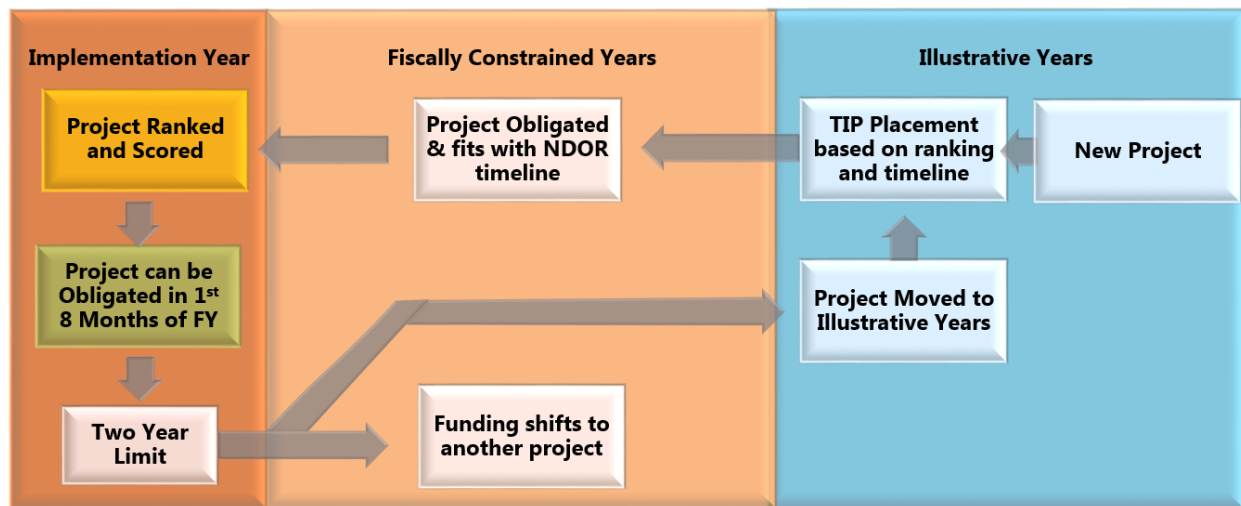 Implementation Year
Project Ranked
and Scored
Project can be
Obligated in 1st
8 Months of FY
Two Year
Limit
Fiscally Constrained Years
Project Obligated
& fits with NDOR
timeline
Funding shifts to
another project
Illustrative Years
TIP Placement
based on ranking
and timeline
New Project
Project Moved to
Illustrative Years